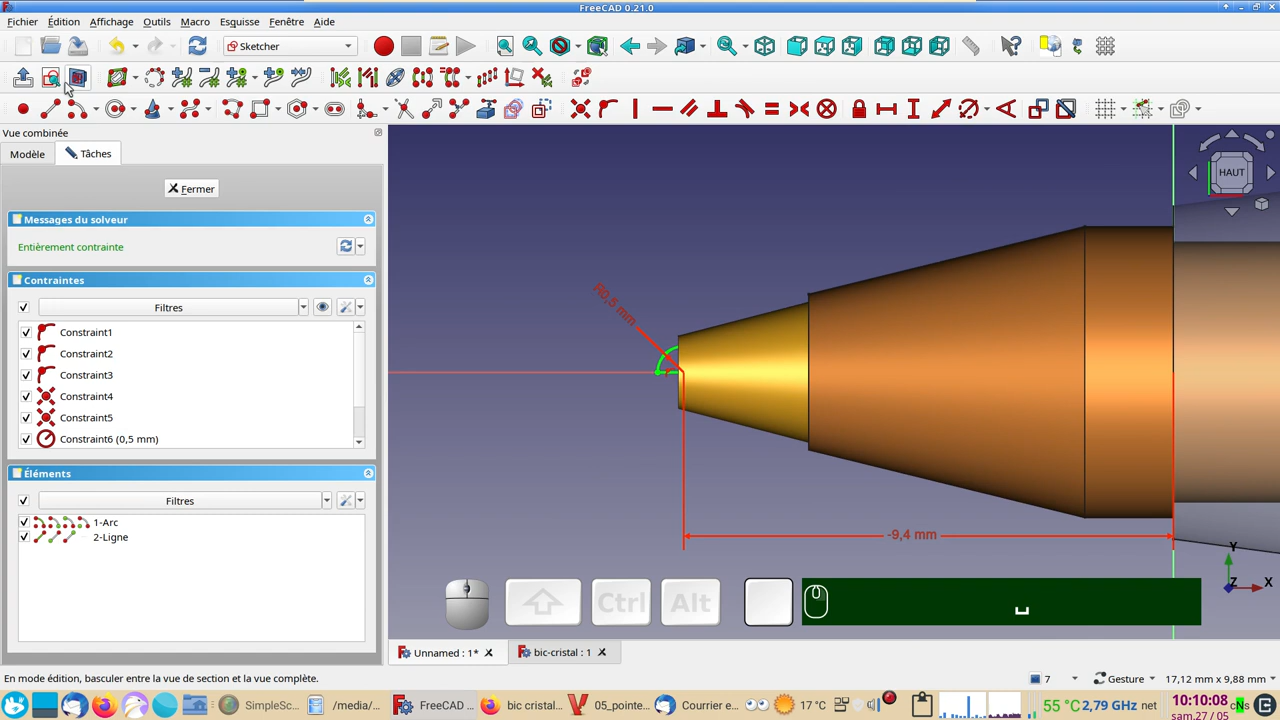 FreeCAD 0.21.0
Fichier Édition Affichage Outils Macro Esquisse Fenêtre Aide
Sketcher
Vue combinée
Modèle Tâches
Fermer
Messages du solveur
Entièrement contrainte
Contraintes
Filtres
Constraint1
Constraint2
Constraint3
Constraint4
Constraint5
Constraint6 (0,5 mm)
Éléments
Filtres
1-Arc
2-Ligne
HAUT
R0,5 mm
-9,4 mm
Y
Z X
Ctrl Alt
Unnamed : 1* bic-cristal : 1
En mode édition, basculer entre la vue de section et la vue complète.
7 Gesture 17,12 mm x 9,88 mm
SimpleSc... /media/... FreeCAD ... bic cristal... 05_pointe... Courrier e... 17 °C 55 °C 2,79 GHz net 10:10:08
sam.27/ 05 cNs